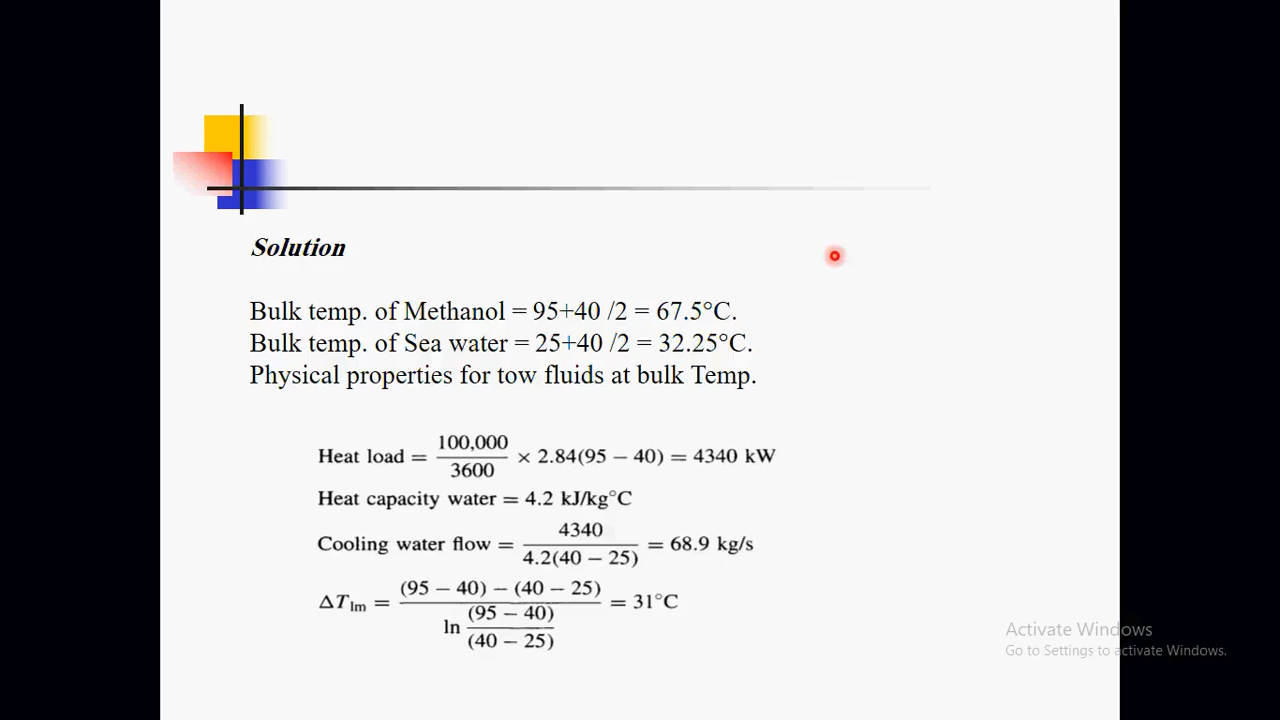 Solution
Bulk temp. of Methanol = 95+40 /2 = 67.5°C.
Bulk temp. of Sea water = 25+40 /2 = 32.25°C.
Physical properties for tow fluids at bulk Temp.
Heat load = 100,000/3600 × 2.84(95 − 40) = 4340 kW
Heat capacity water = 4.2 kJ/kg°C
Cooling water flow = 4340/4.2(40 − 25) = 68.9 kg/s
ΔTlm = (95 − 40) − (40 − 25) / ln (95 − 40)/(40 − 25) = 31°C
Activate Windows
Go to Settings to activate Windows.